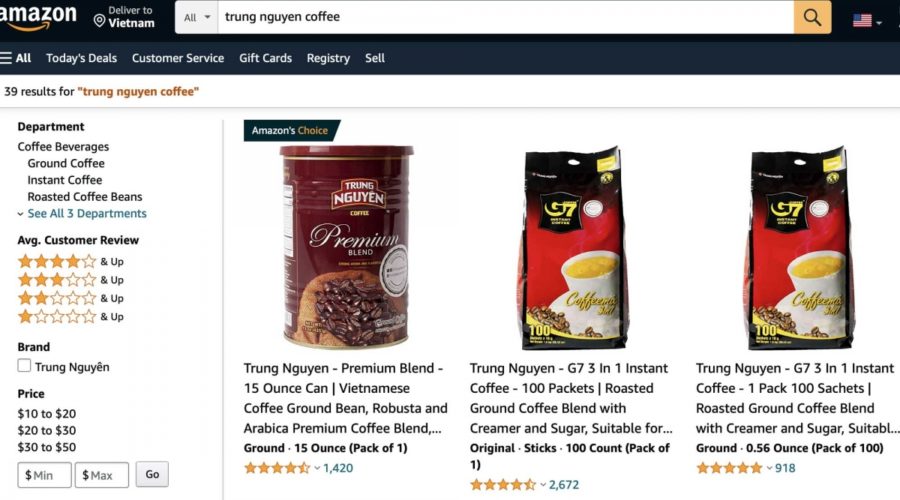 amazon
Deliver to
Vietnam
All
trung nguyen coffee
All
Today's Deals
Customer Service
Gift Cards
Registry
Sell
39 results for "trung nguyen coffee"
Department
Coffee Beverages
Ground Coffee
Instant Coffee
Roasted Coffee Beans
See All 3 Departments
Avg. Customer Review
& Up
& Up
& Up
& Up
Brand
Trung Nguyên
Price
$10 to $20
$20 to $30
$30 to $50
$ Min
$ Max
Go
Amazon's Choice
TRUNG
NGUYÊN
COFFEE
Premium
BLEND
Trung Nguyen - Premium Blend -
15 Ounce Can | Vietnamese
Coffee Ground Bean, Robusta and
Arabica Premium Coffee Blend,...
Ground · 15 Ounce (Pack of 1)
1,420
G7
INSTANT
COFFEE
Coffeemix
3in1
100
Trung Nguyen - G7 3 In 1 Instant
Coffee - 100 Packets | Roasted
Ground Coffee Blend with
Creamer and Sugar, Suitable for...
Original · Sticks · 100 Count (Pack of
1)
2,672
G7
INSTANT
COFFEE
Coffeemix
3in1
100
Trung Nguyen - G7 3 In 1 Instant
Coffee - 1 Pack 100 Sachets |
Roasted Ground Coffee Blend
with Creamer and Sugar, Suitabl...
Ground · 0.56 Ounce (Pack of 100)
918